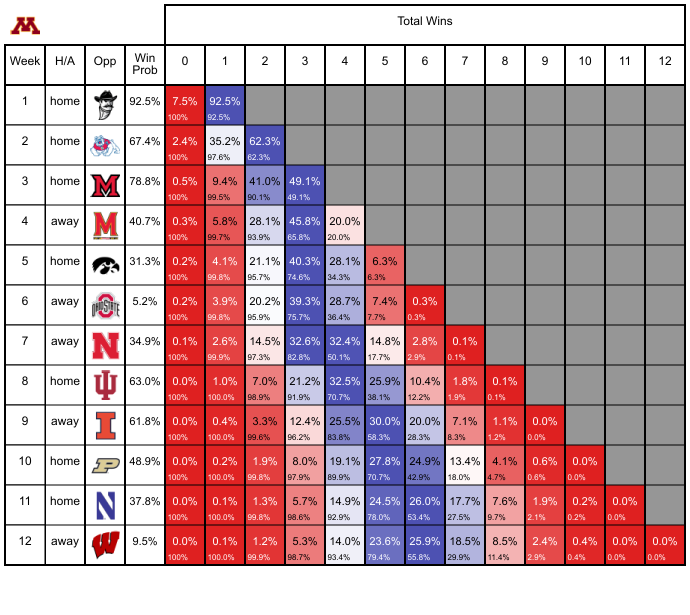 M
Total Wins
Week H/A Opp Win Prob 0 1 2 3 4 5 6 7 8 9 10 11 12
1 home 92.5% 7.5% 92.5%
100% 92.5%
2 home 67.4% 2.4% 35.2% 62.3%
100% 97.6% 62.3%
3 home M 78.8% 0.5% 9.4% 41.0% 49.1%
100% 99.5% 90.1% 49.1%
4 away M 40.7% 0.3% 5.8% 28.1% 45.8% 20.0%
100% 99.7% 93.9% 65.8% 20.0%
5 home 31.3% 0.2% 4.1% 21.1% 40.3% 28.1% 6.3%
100% 99.8% 95.7% 74.6% 34.3% 6.3%
6 away OHIO STATE 5.2% 0.2% 3.9% 20.2% 39.3% 28.7% 7.4% 0.3%
100% 99.8% 95.9% 75.7% 36.4% 7.7% 0.3%
7 away N 34.9% 0.1% 2.6% 14.5% 32.6% 32.4% 14.8% 2.8% 0.1%
100% 99.9% 97.3% 82.8% 50.1% 17.7% 2.9% 0.1%
8 home IU 63.0% 0.0% 1.0% 7.0% 21.2% 32.5% 25.9% 10.4% 1.8% 0.1%
100% 100.0% 98.9% 91.9% 70.7% 38.1% 12.2% 1.9% 0.1%
9 away I 61.8% 0.0% 0.4% 3.3% 12.4% 25.5% 30.0% 20.0% 7.1% 1.1% 0.0%
100% 100.0% 99.6% 96.2% 83.8% 58.3% 28.3% 8.3% 1.2% 0.0%
10 home P 48.9% 0.0% 0.2% 1.9% 8.0% 19.1% 27.8% 24.9% 13.4% 4.1% 0.6% 0.0%
100% 100.0% 99.8% 97.9% 89.9% 70.7% 42.9% 18.0% 4.7% 0.6% 0.0%
11 home N 37.8% 0.0% 0.1% 1.3% 5.7% 14.9% 24.5% 26.0% 17.7% 7.6% 1.9% 0.2% 0.0%
100% 100.0% 99.8% 98.6% 92.9% 78.0% 53.4% 27.5% 9.7% 2.1% 0.2% 0.0%
12 away W 9.5% 0.0% 0.1% 1.2% 5.3% 14.0% 23.6% 25.9% 18.5% 8.5% 2.4% 0.4% 0.0% 0.0%
100% 100.0% 99.9% 98.7% 93.4% 79.4% 55.8% 29.9% 11.4% 2.9% 0.4% 0.0% 0.0%